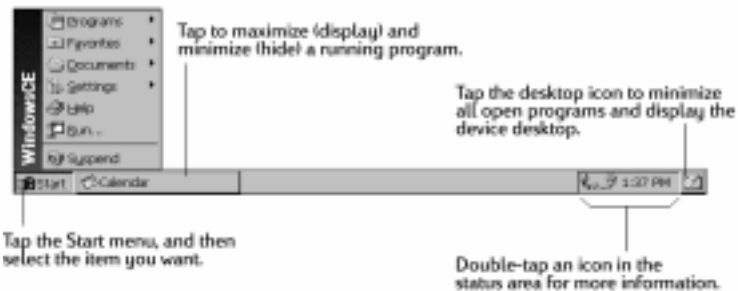 Programs
Favorites
Documents
Settings
Help
Run...
Suspend
WindowsCE
Start
Calendar
1:37 PM
Tap to maximize (display) and
minimize (hide) a running program.
Tap the desktop icon to minimize
all open programs and display the
device desktop.
Tap the Start menu, and then
select the item you want.
Double-tap an icon in the
status area for more information.